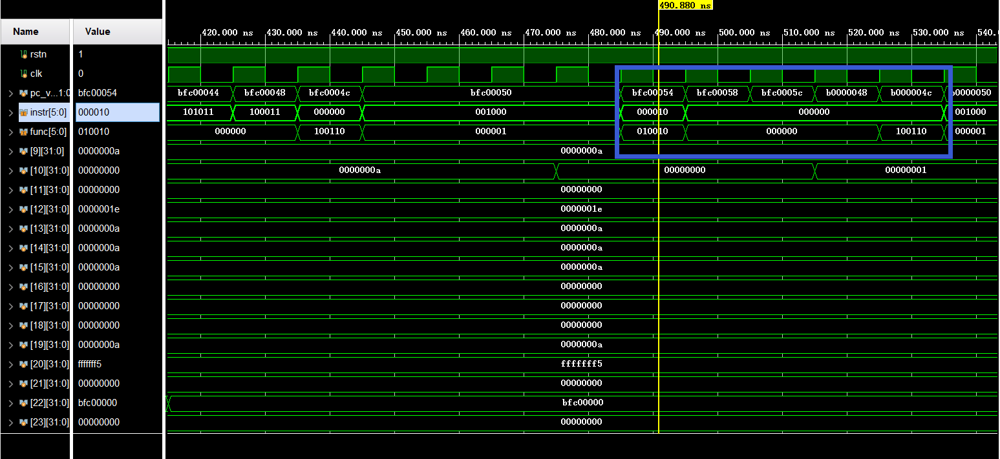 490.880 ns
Name Value 420.000 ns 430.000 ns 440.000 ns 450.000 ns 460.000 ns 470.000 ns 480.000 ns 490.000 ns 500.000 ns 510.000 ns 520.000 ns 530.000 ns 540.
rstn 1
clk 0
pc_v...1:0 bfc00054 bfc00044 bfc00048 bfc0004c bfc00050 bfc00054 bfc00058 bfc0005c b0000048 b000004c b0000050
instr[5:0] 000010 101011 100011 000000 001000 000010 000000 001000
func[5:0] 010010 000000 100110 000001 010010 000000 100110 000001
[9][31:0] 0000000a 0000000a
[10][31:0] 00000000 0000000a 00000000 00000001
[11][31:0] 00000000 00000000
[12][31:0] 0000001e 0000001e
[13][31:0] 0000000a 0000000a
[14][31:0] 0000000a 0000000a
[15][31:0] 0000000a 0000000a
[16][31:0] 00000000 00000000
[17][31:0] 00000000 00000000
[18][31:0] 00000000 00000000
[19][31:0] 0000000a 0000000a
[20][31:0] fffffff5 fffffff5
[21][31:0] 00000000 00000000
[22][31:0] bfc00000 bfc00000
[23][31:0] 00000000 00000000